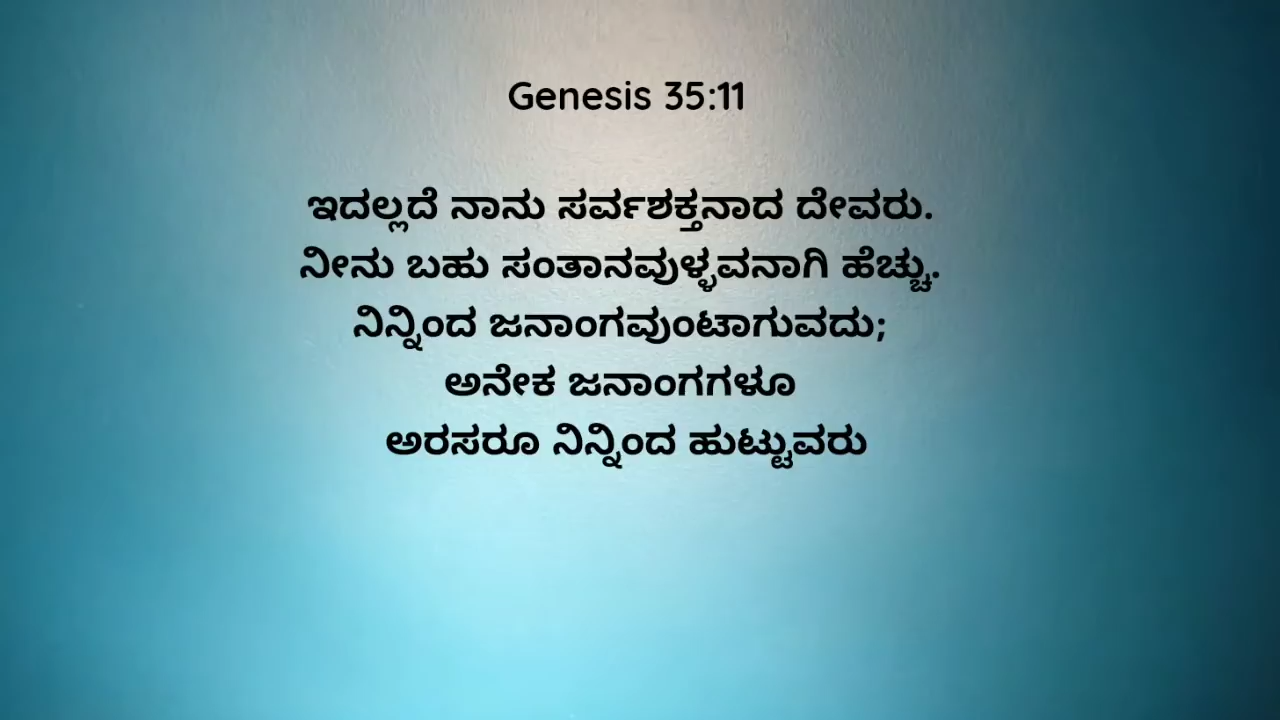 Genesis 35:11
ಇದಲ್ಲದೆ ನಾನು ಸರ್ವಶಕ್ತನಾದ ದೇವರು.
ನೀನು ಬಹು ಸಂತಾನವುಳ್ಳವನಾಗಿ ಹೆಚ್ಚು.
ನಿನ್ನಿಂದ ಜನಾಂಗವುಂಟಾಗುವದು;
ಅನೇಕ ಜನಾಂಗಗಳೂ
ಅರಸರೂ ನಿನ್ನಿಂದ ಹುಟ್ಟುವರು